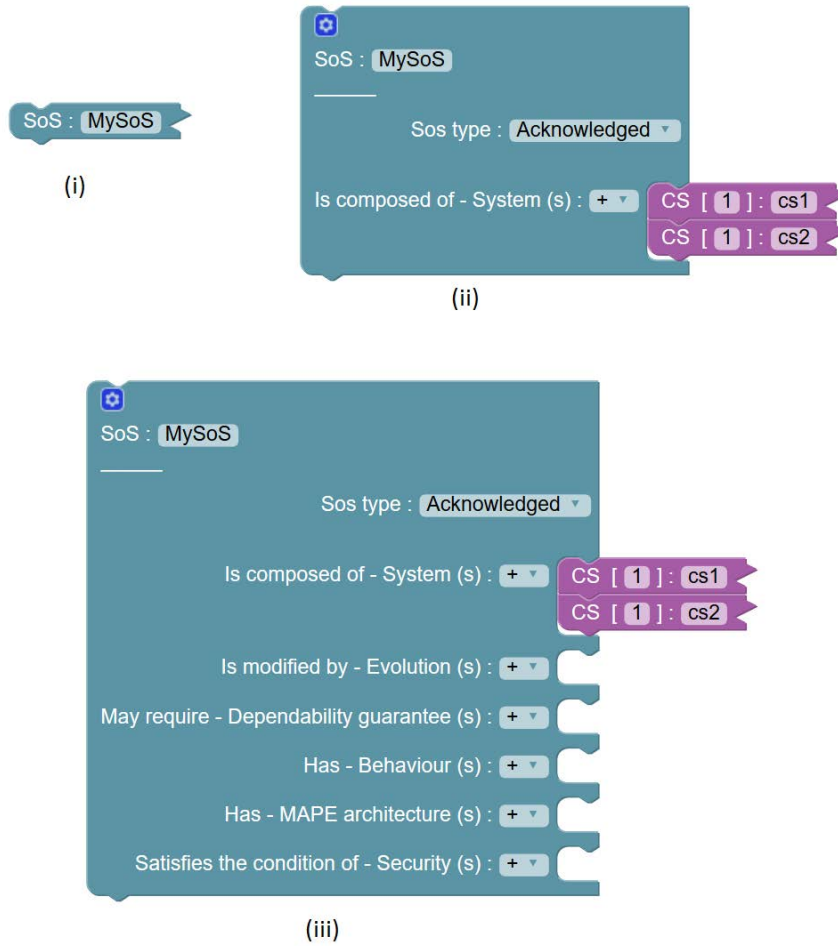 SoS : MySoS
(i)
SoS : MySoS
Sos type : Acknowledged
Is composed of - System (s) : +
CS [ 1 ] : cs1
CS [ 1 ] : cs2
(ii)
SoS : MySoS
Sos type : Acknowledged
Is composed of - System (s) : +
CS [ 1 ] : cs1
CS [ 1 ] : cs2
Is modified by - Evolution (s) : +
May require - Dependability guarantee (s) : +
Has - Behaviour (s) : +
Has - MAPE architecture (s) : +
Satisfies the condition of - Security (s) : +
(iii)